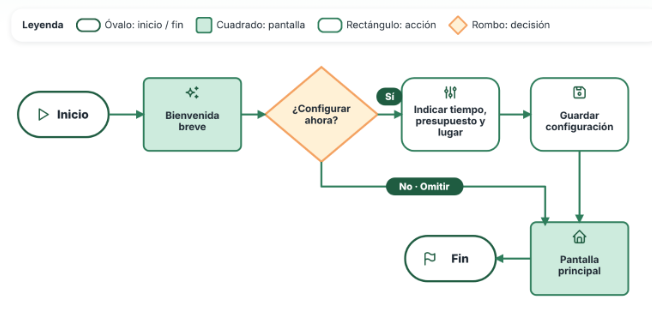 Leyenda
Óvalo: inicio / fin
Cuadrado: pantalla
Rectángulo: acción
Rombo: decisión
Inicio
Bienvenida
breve
¿Configurar
ahora?
Sí
Indicar tiempo,
presupuesto y
lugar
Guardar
configuración
No · Omitir
Pantalla
principal
Fin